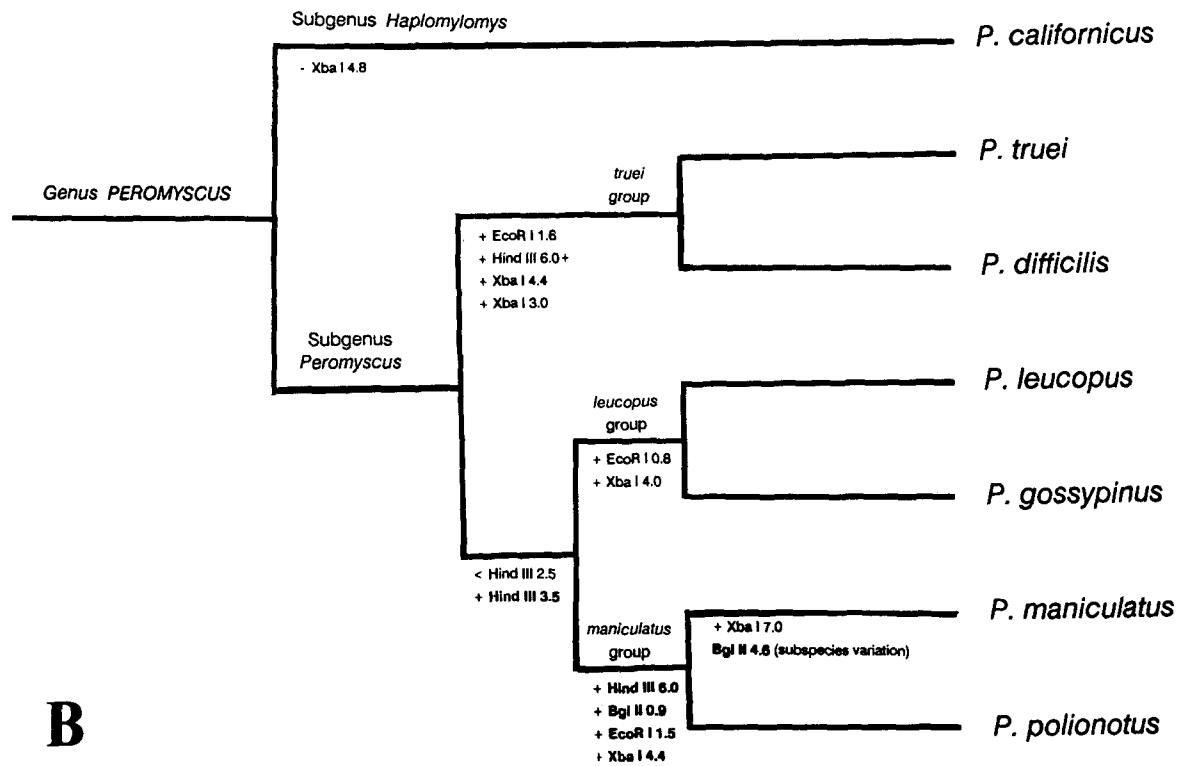 Subgenus Haplomylomys
P. californicus
- Xba I 4.8
P. truei
truei
group
Genus PEROMYSCUS
+ EcoR I 1.6
+ Hind III 6.0+
+ Xba I 4.4
+ Xba I 3.0
P. difficilis
Subgenus
Peromyscus
P. leucopus
leucopus
group
+ EcoR I 0.8
+ Xba I 4.0
P. gossypinus
< Hind III 2.5
+ Hind III 3.5
P. maniculatus
maniculatus
group
+ Xba I 7.0
Bgl II 4.6 (subspecies variation)
+ Hind III 6.0
+ Bgl II 0.9
+ EcoR I 1.5
+ Xba I 4.4
P. polionotus
B